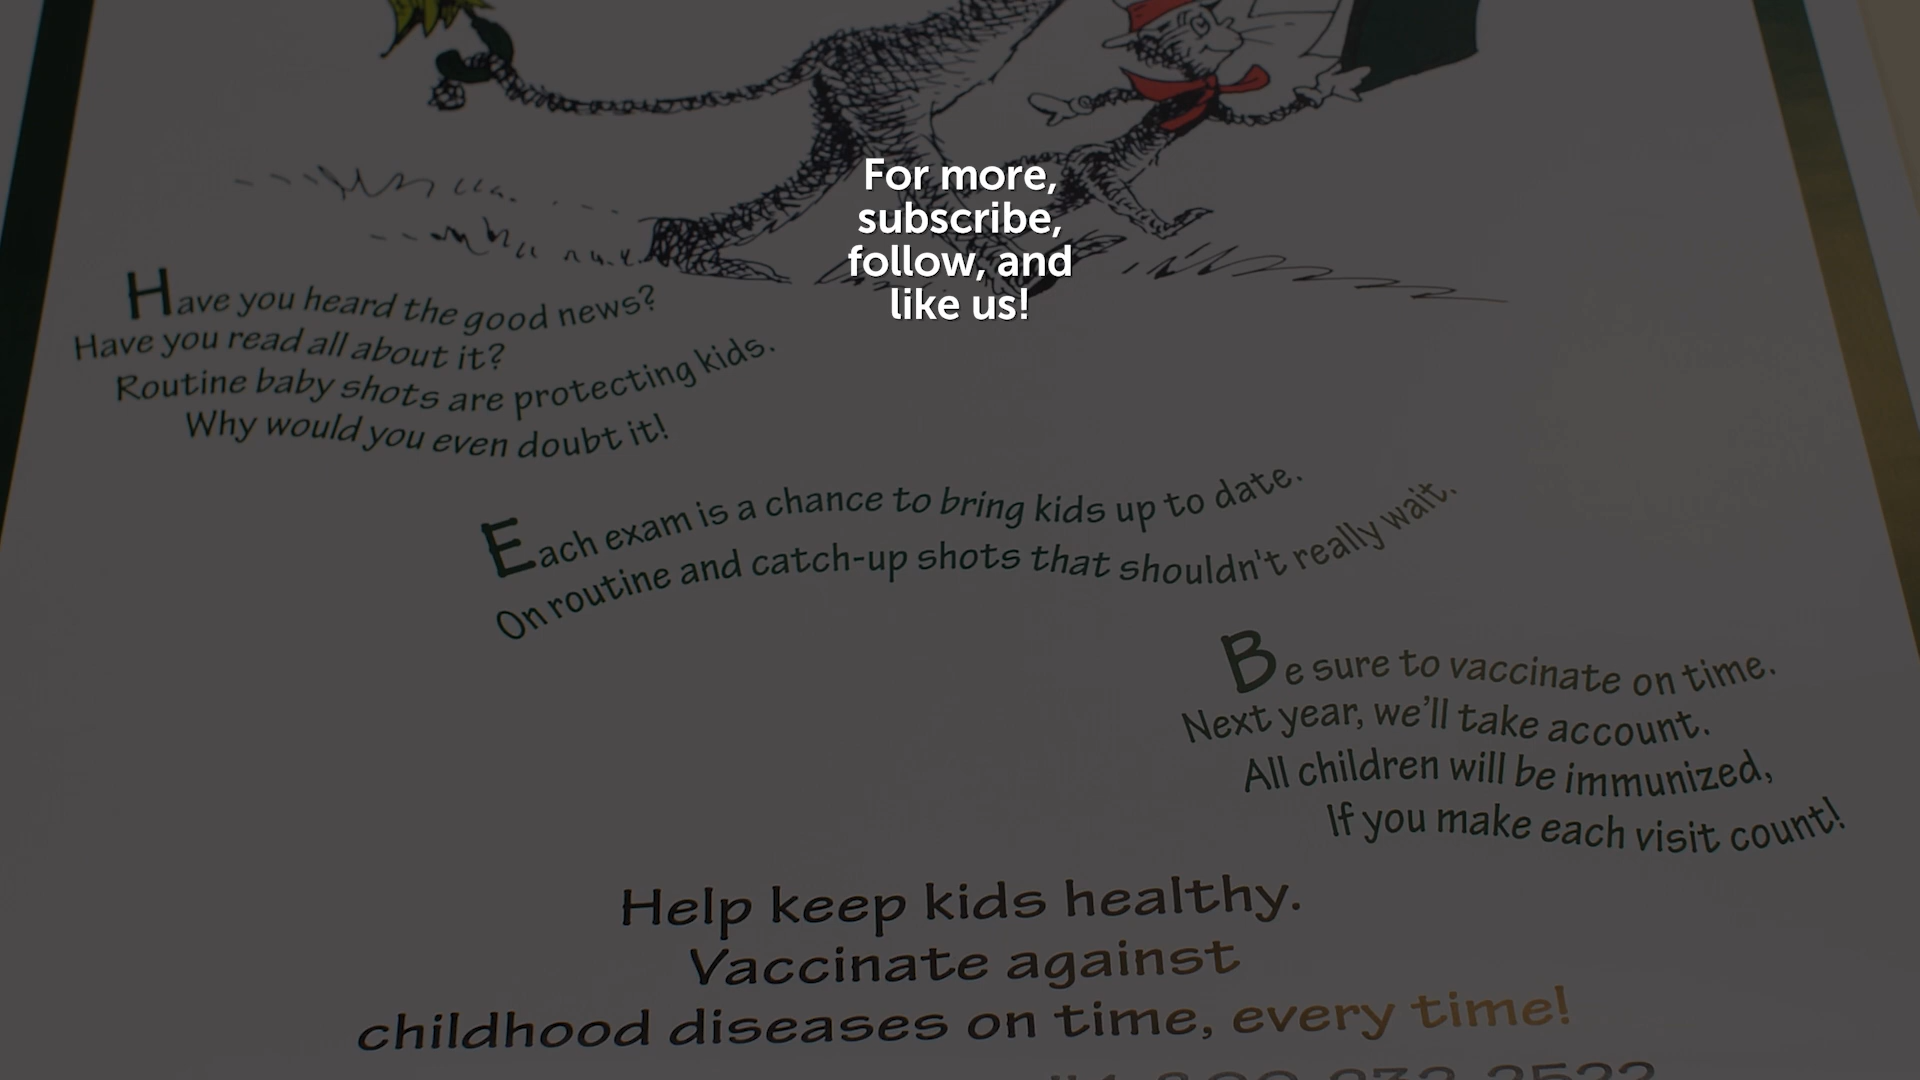 For more,
subscribe,
follow, and
like us!
Have you heard the good news?
Have you read all about it?
Routine baby shots are protecting kids.
Why would you even doubt it!
Each exam is a chance to bring kids up to date.
On routine and catch-up shots that shouldn't really wait.
Be sure to vaccinate on time.
Next year, we'll take account.
All children will be immunized,
If you make each visit count!
Help keep kids healthy.
Vaccinate against
childhood diseases on time, every time!